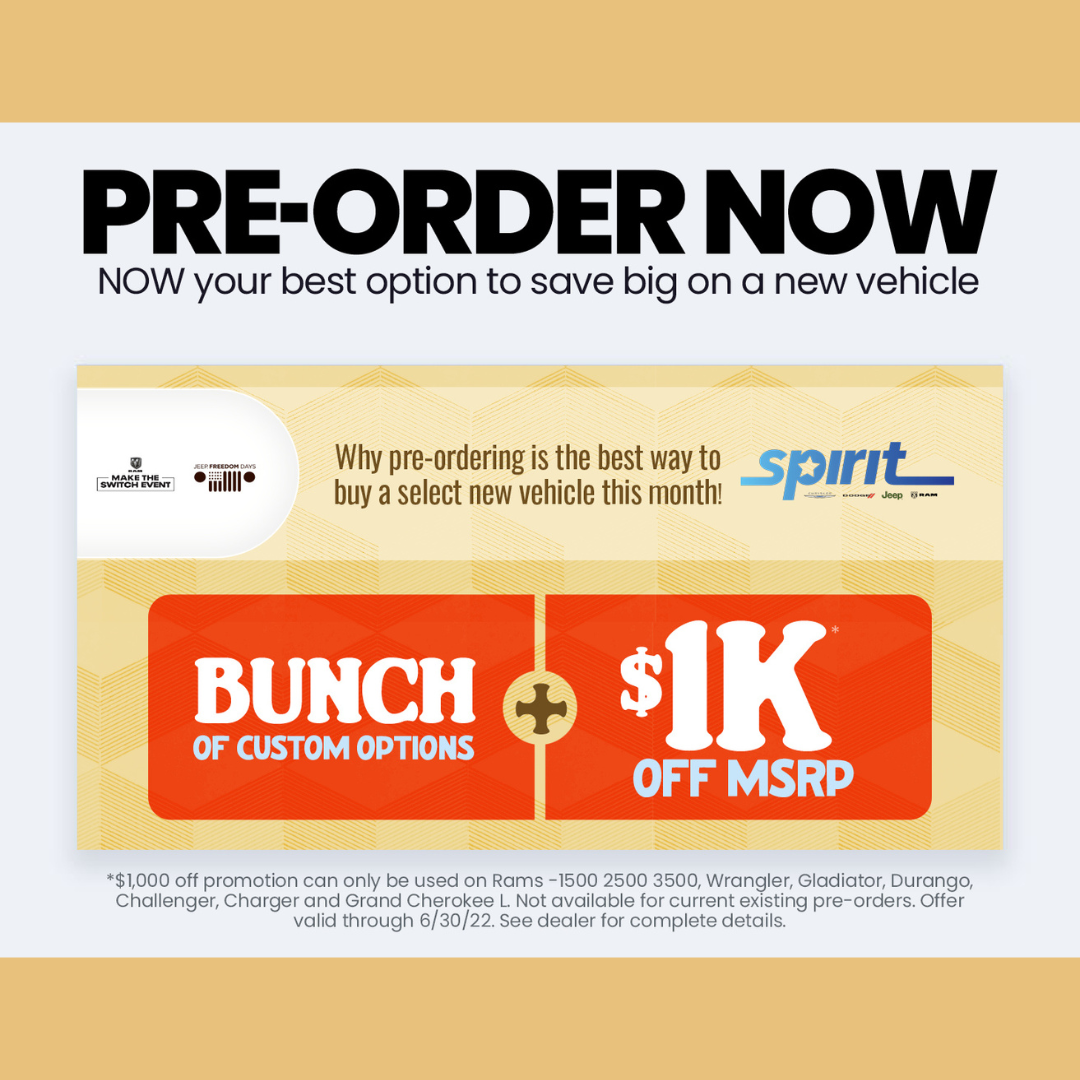 PRE-ORDER NOW
NOW your best option to save big on a new vehicle
RAM
MAKE THE
SWITCH EVENT
JEEP FREEDOM DAYS
Why pre-ordering is the best way to
buy a select new vehicle this month!
spirit
CHRYSLER DODGE Jeep RAM
BUNCH
OF CUSTOM OPTIONS
$1K*
OFF MSRP
*$1,000 off promotion can only be used on Rams -1500 2500 3500, Wrangler, Gladiator, Durango,
Challenger, Charger and Grand Cherokee L. Not available for current existing pre-orders. Offer
valid through 6/30/22. See dealer for complete details.